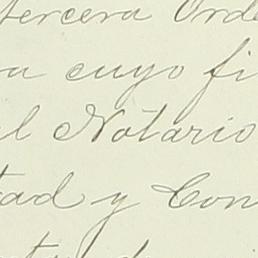 tercera Orde
a cuyo fi
l Notario
tad y Con